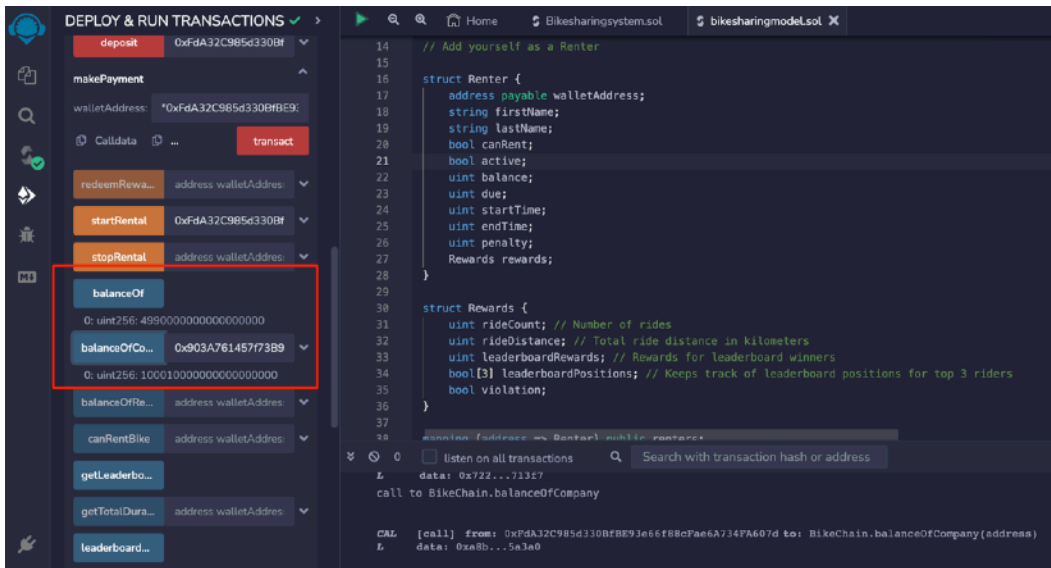 DEPLOY & RUN TRANSACTIONS
deposit 0xFdA32C985d330Bf
makePayment
walletAddress: "0xFdA32C985d330BfBE93
Calldata ... transact
redeemRewa... address walletAddres:
startRental 0xFdA32C985d330Bf
stopRental address walletAddres:
balanceOf
0: uint256: 4990000000000000000
balanceOfCo... 0x903A761457f73B9
0: uint256: 100010000000000000000
balanceOfRe... address walletAddres:
canRentBike address walletAddres:
getLeaderbo...
getTotalDura... address walletAddres:
leaderboard...
Home Bikesharingsystem.sol bikesharingmodel.sol
14 // Add yourself as a Renter
15
16 struct Renter {
17 address payable walletAddress;
18 string firstName;
19 string lastName;
20 bool canRent;
21 bool active;
22 uint balance;
23 uint due;
24 uint startTime;
25 uint endTime;
26 uint penalty;
27 Rewards rewards;
28 }
29
30 struct Rewards {
31 uint rideCount; // Number of rides
32 uint rideDistance; // Total ride distance in kilometers
33 uint leaderboardRewards; // Rewards for leaderboard winners
34 bool[3] leaderboardPositions; // Keeps track of leaderboard positions for top 3 riders
35 bool violation;
36 }
37
38 mapping (address => Renter) public renters;
0 listen on all transactions Search with transaction hash or address
L data: 0x722...713f7
call to BikeChain.balanceOfCompany
CAL [call] from: 0xFdA32C985d330BfBE93e66f88cFae6A734FA607d to: BikeChain.balanceOfCompany(address)
L data: 0xa8b...5a3a0